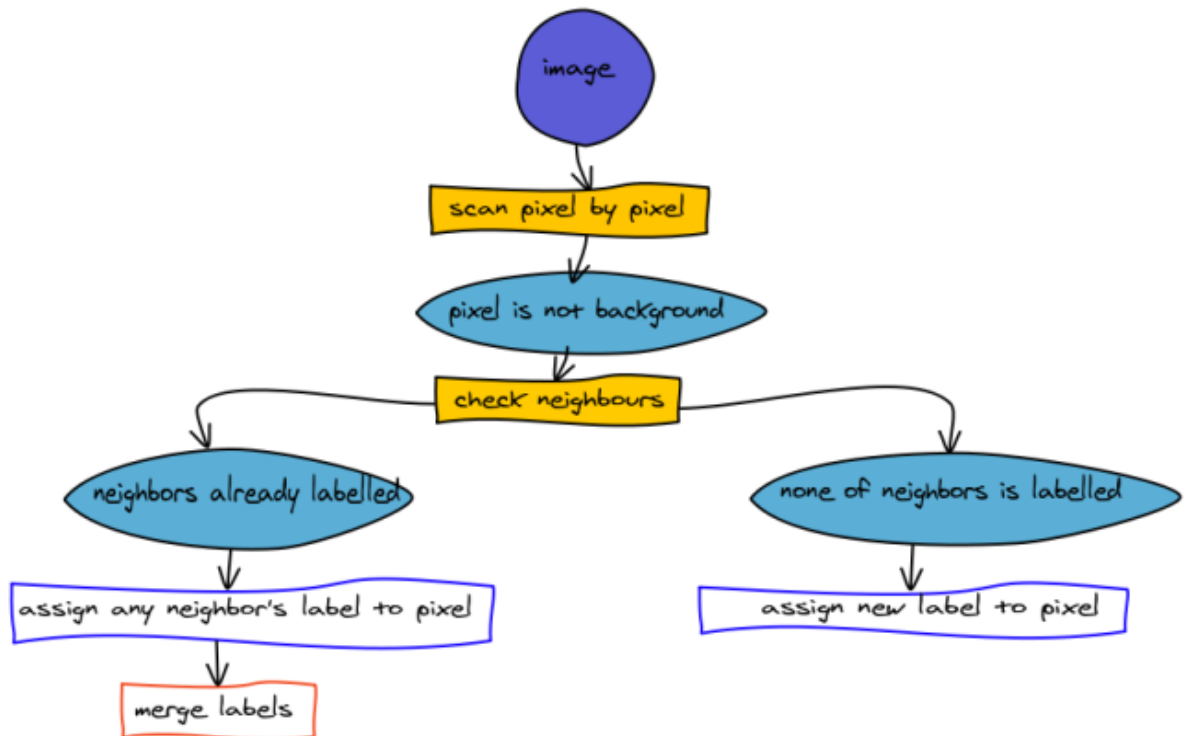 image
scan pixel by pixel
pixel is not background
check neighbours
neighbors already labelled
none of neighbors is labelled
assign any neighbor's label to pixel
assign new label to pixel
merge labels